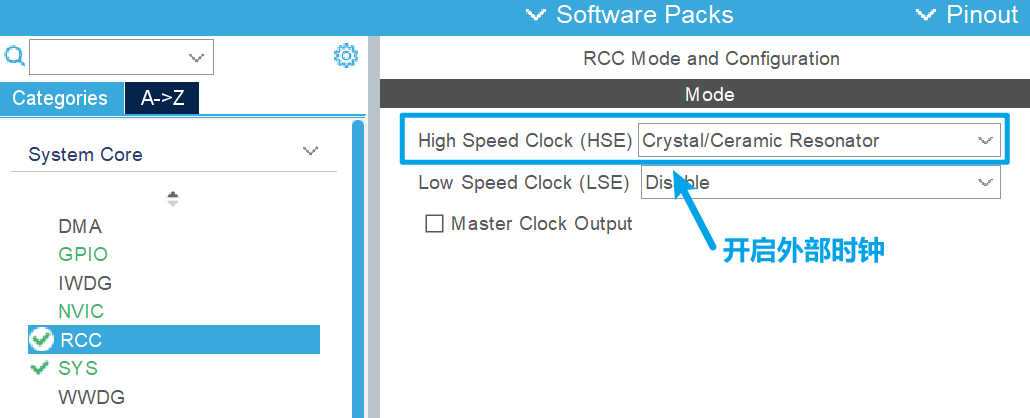 Software Packs
Pinout
RCC Mode and Configuration
Categories
A->Z
Mode
High Speed Clock (HSE)
Crystal/Ceramic Resonator
System Core
Low Speed Clock (LSE)
Master Clock Output
开启外部时钟
DMA
GPIO
IWDG
NVIC
RCC
SYS
WWDG